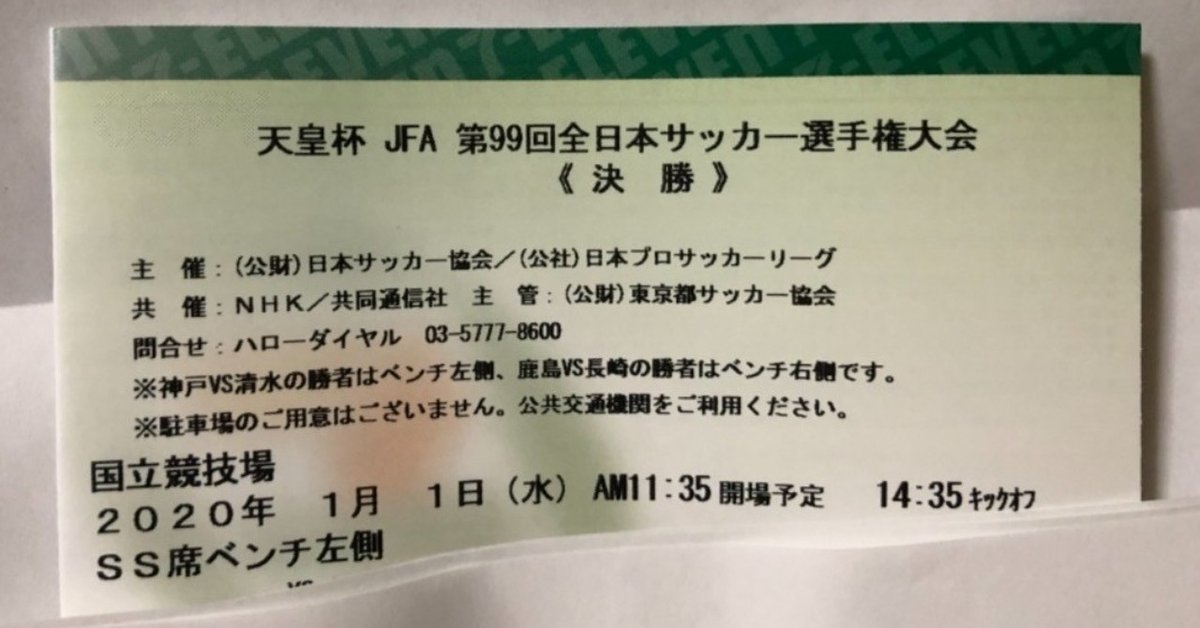 7-ELEVEN
天皇杯 JFA 第99回全日本サッカー選手権大会
《 決 勝 》
主 催：(公財)日本サッカー協会／(公社)日本プロサッカーリーグ
共 催：ＮＨＫ／共同通信社 主 管：(公財)東京都サッカー協会
問合せ：ハローダイヤル 03-5777-8600
※神戸VS清水の勝者はベンチ左側、鹿島VS長崎の勝者はベンチ右側です。
※駐車場のご用意はございません。公共交通機関をご利用ください。
国立競技場
２０２０年 １月 １日（水） AM11:35開場予定 14:35ｷｯｸｵﾌ
ＳＳ席ベンチ左側